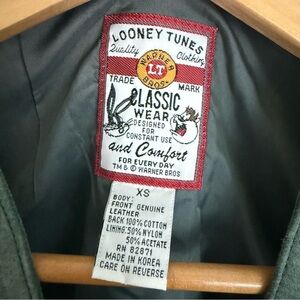 LOONEY TUNES
Quality Clothing
WARNER
LT
BROS.
TRADE MARK
CLASSIC
WEAR
DESIGNED
FOR
CONSTANT USE
and Comfort
FOR EVERY DAY
TM & © WARNER BROS
XS
BODY:
FRONT GENUINE
LEATHER
BACK 100% COTTON
LINING: 50% NYLON
50% ACETATE
RN 82871
MADE IN KOREA
CARE ON REVERSE